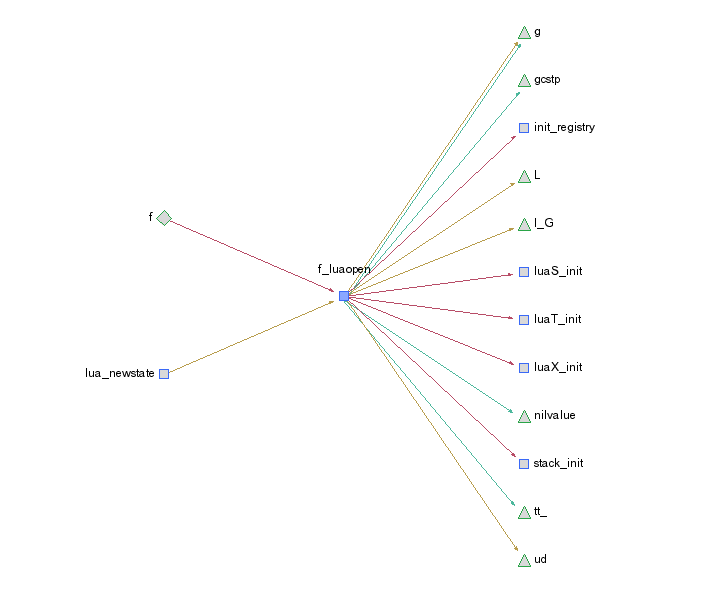 g
gcstp
init_registry
L
l_G
f
f_luaopen
luaS_init
luaT_init
luaX_init
lua_newstate
nilvalue
stack_init
tt_
ud